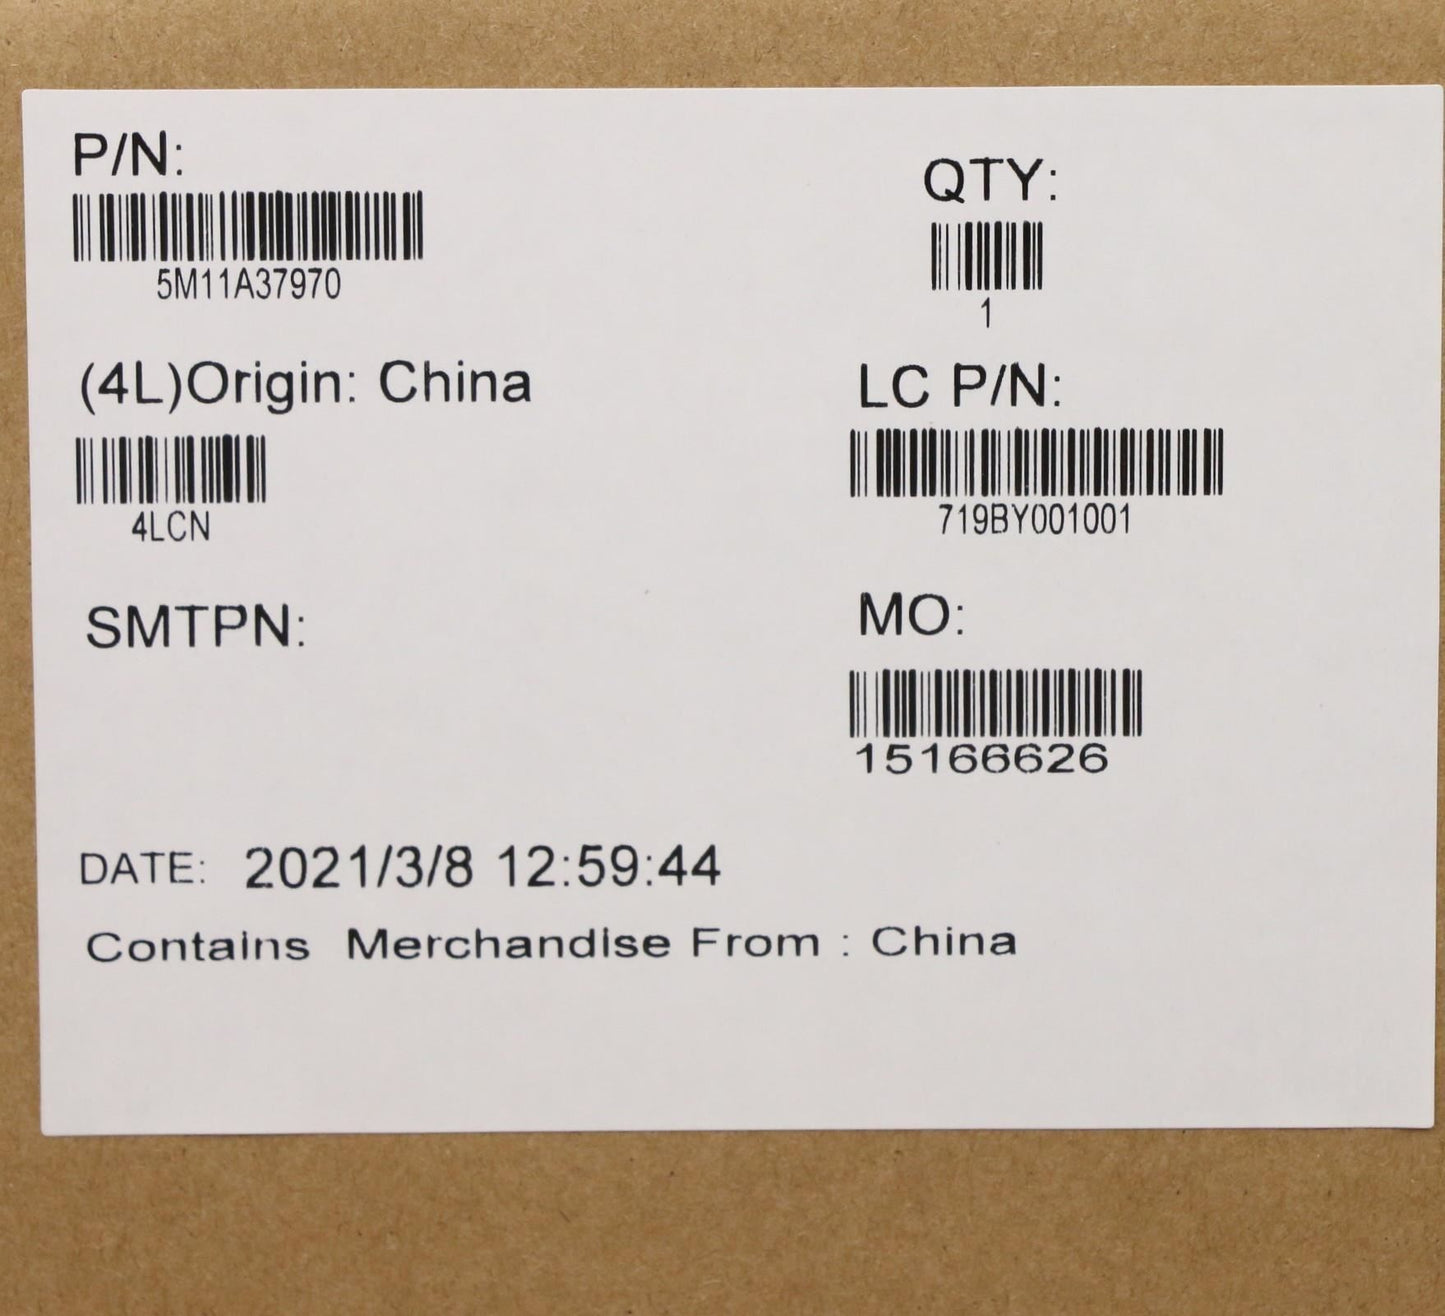 P/N:
5M11A37970
QTY:
1
(4L)Origin: China
4LCN
LC P/N:
719BY001001
SMTPN:
MO:
15166626
DATE: 2021/3/8 12:59:44
Contains Merchandise From : China